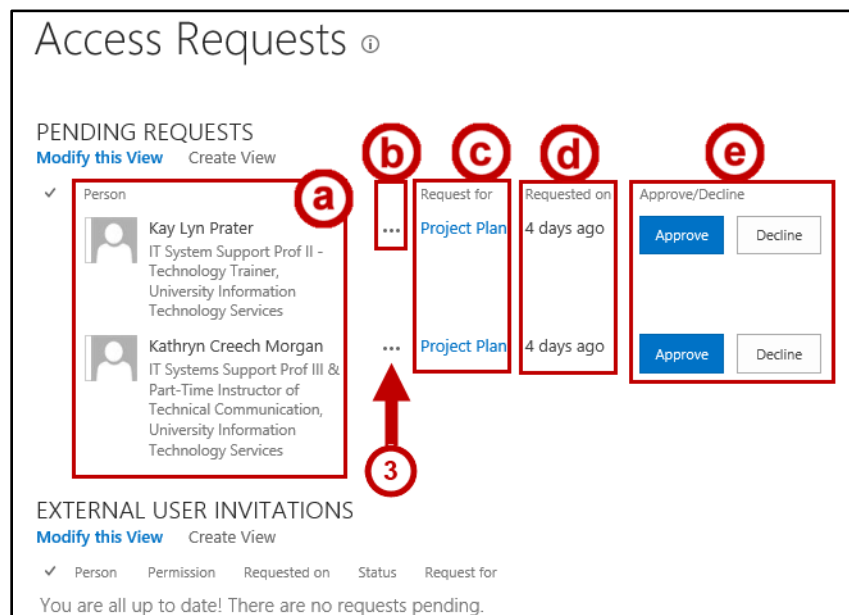 Access Requests ⓘ
PENDING REQUESTS
Modify this View Create View
b c d e
✓ Person a Request for Requested on Approve/Decline
Kay Lyn Prater ... Project Plan 4 days ago Approve Decline
IT System Support Prof II -
Technology Trainer,
University Information
Technology Services
Kathryn Creech Morgan ... Project Plan 4 days ago Approve Decline
IT Systems Support Prof III &
Part-Time Instructor of
Technical Communication,
University Information
Technology Services
3
EXTERNAL USER INVITATIONS
Modify this View Create View
✓ Person Permission Requested on Status Request for
You are all up to date! There are no requests pending.